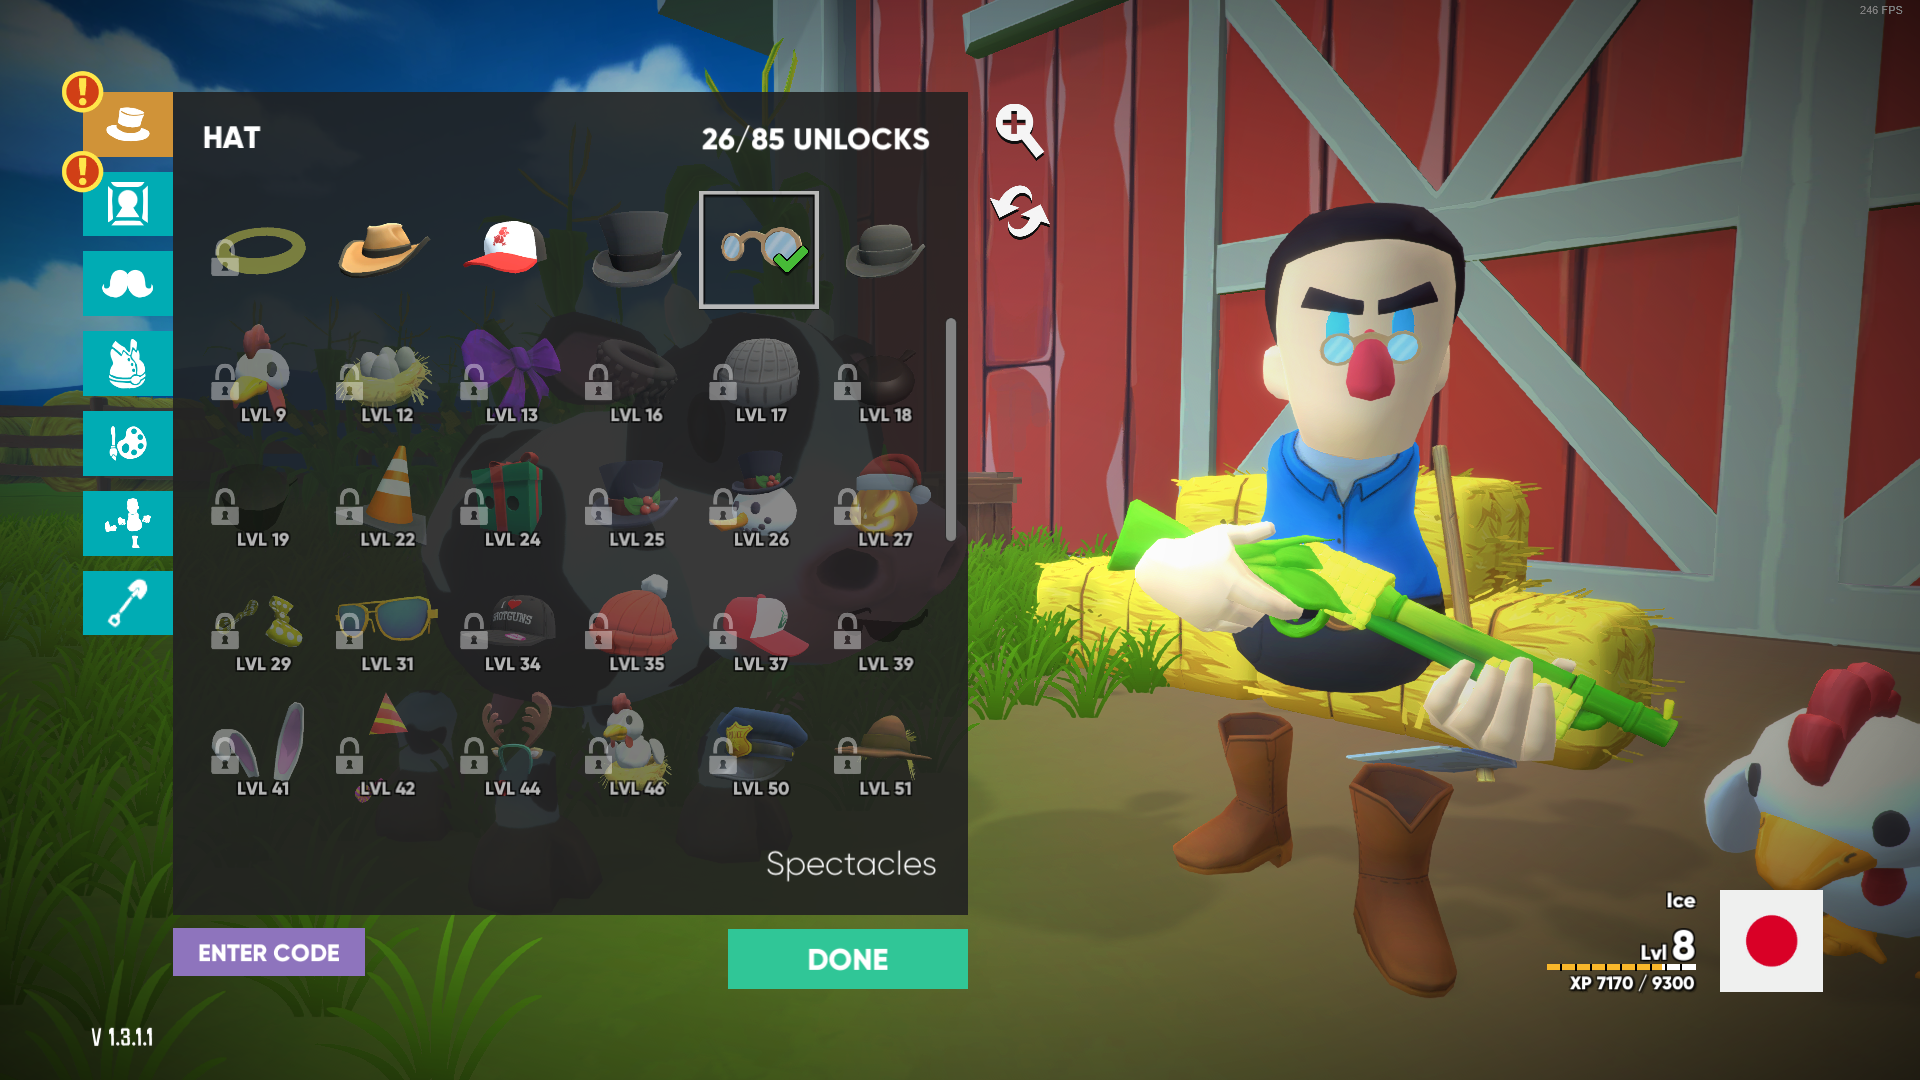 246 FPS
HAT
26/85 UNLOCKS
LVL 9
LVL 12
LVL 13
LVL 16
LVL 17
LVL 18
LVL 19
LVL 22
LVL 24
LVL 25
LVL 26
LVL 27
I
SHOTGUNS
LVL 29
LVL 31
LVL 34
LVL 35
LVL 37
LVL 39
LVL 41
LVL 42
LVL 44
LVL 46
LVL 50
LVL 51
Spectacles
ENTER CODE
DONE
Ice
Lvl 8
XP 7170 / 9300
V 1.3.1.1